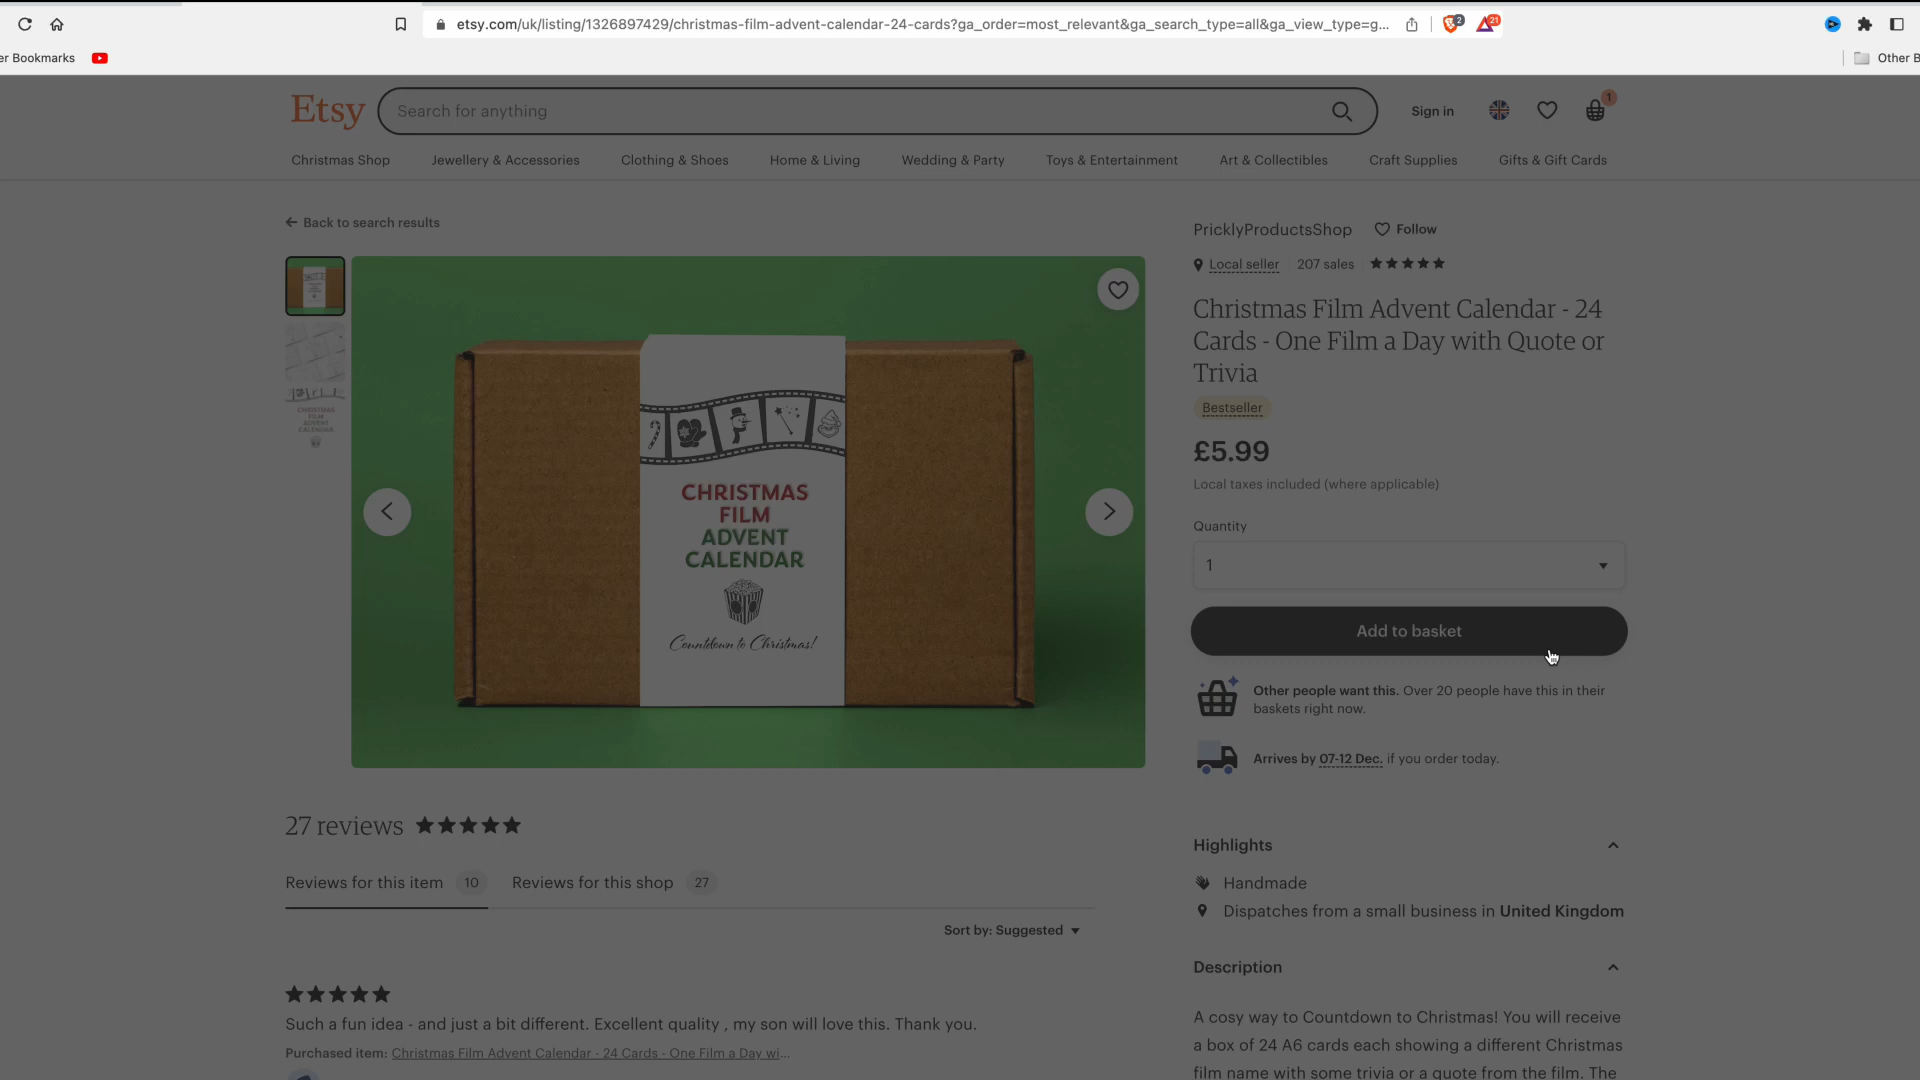 etsy.com/uk/listing/1326897429/christmas-film-advent-calendar-24-cards?ga_order=most_relevant&ga_search_type=all&ga_view_type=g...
2
21
er Bookmarks
Other B
Etsy
Search for anything
Sign in
1
Christmas Shop
Jewellery & Accessories
Clothing & Shoes
Home & Living
Wedding & Party
Toys & Entertainment
Art & Collectibles
Craft Supplies
Gifts & Gift Cards
Back to search results
PricklyProductsShop
Follow
Local seller
207 sales
Christmas Film Advent Calendar - 24
Cards - One Film a Day with Quote or
Trivia
Bestseller
£5.99
Local taxes included (where applicable)
Quantity
1
Add to basket
Other people want this. Over 20 people have this in their
baskets right now.
Arrives by 07-12 Dec. if you order today.
CHRISTMAS
FILM
ADVENT
CALENDAR
Countdown to Christmas!
CHRISTMAS
FILM
ADVENT
CALENDAR
27 reviews
Reviews for this item 10
Reviews for this shop 27
Sort by: Suggested
Such a fun idea - and just a bit different. Excellent quality , my son will love this. Thank you.
Purchased item: Christmas Film Advent Calendar - 24 Cards - One Film a Day wi...
Highlights
Handmade
Dispatches from a small business in United Kingdom
Description
A cosy way to Countdown to Christmas! You will receive
a box of 24 A6 cards each showing a different Christmas
film name with some trivia or a quote from the film. The